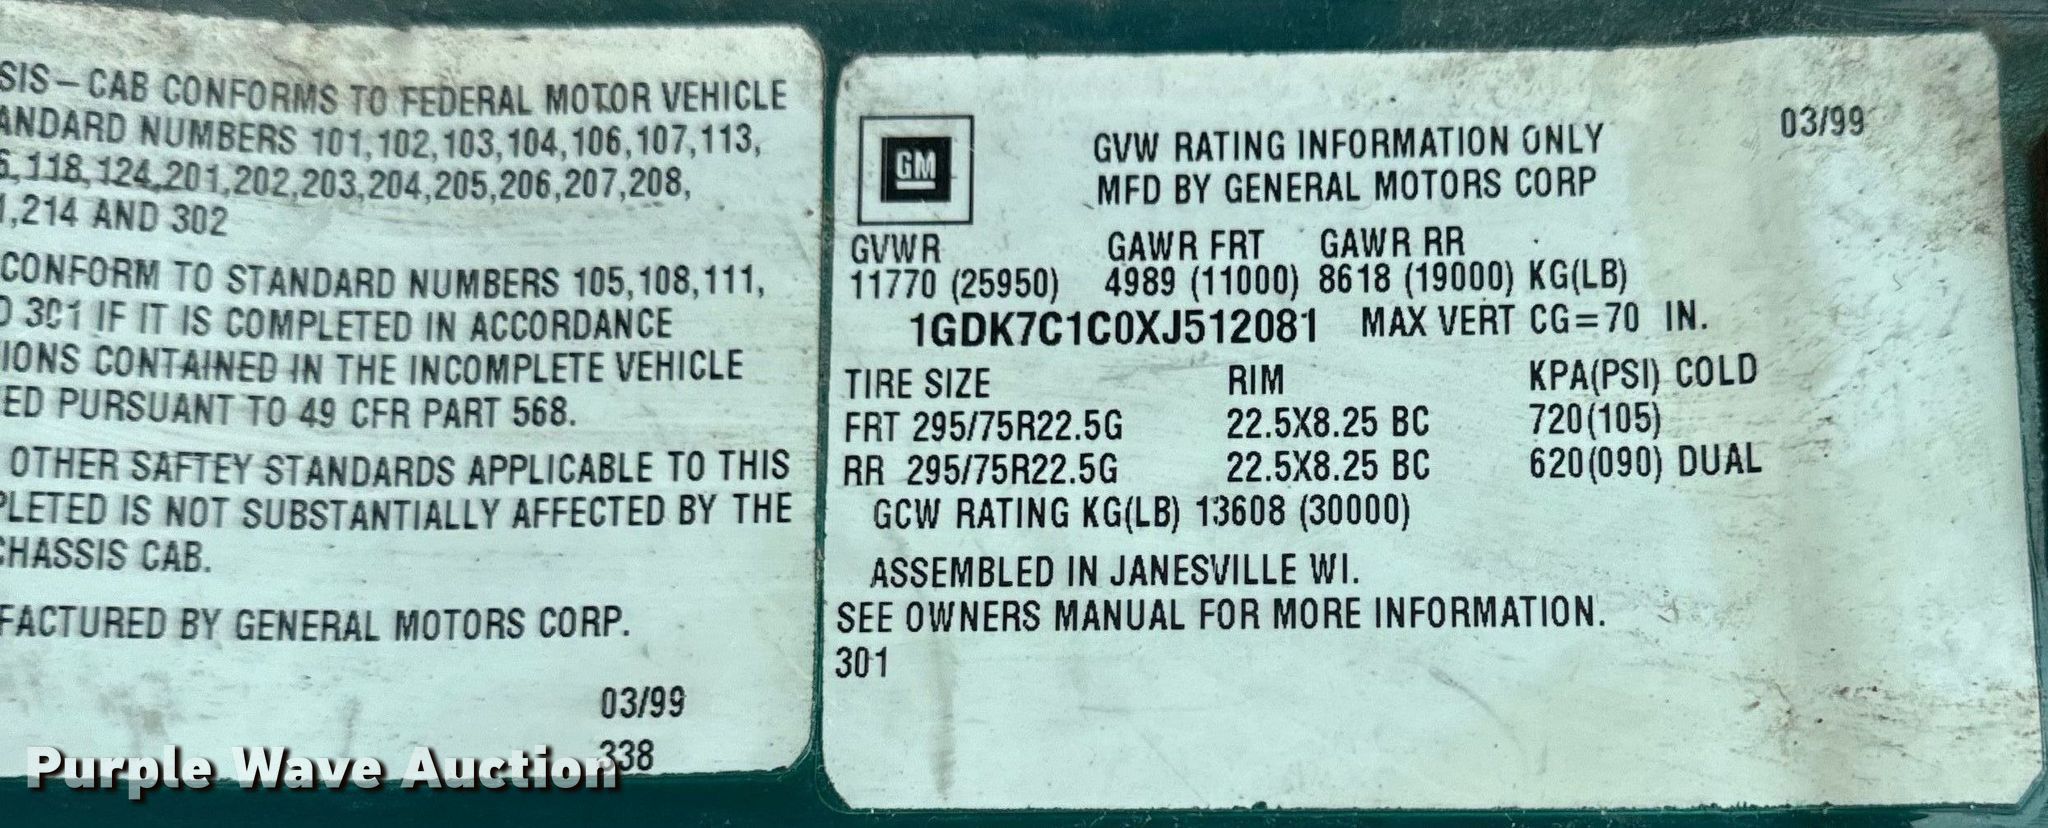 SIS – CAB CONFORMS TO FEDERAL MOTOR VEHICLE
ANDARD NUMBERS 101,102,103,104,106,107,113,
6,118,124,201,202,203,204,205,206,207,208,
1,214 AND 302
CONFORM TO STANDARD NUMBERS 105,108,111,
D 301 IF IT IS COMPLETED IN ACCORDANCE
IONS CONTAINED IN THE INCOMPLETE VEHICLE
ED PURSUANT TO 49 CFR PART 568.
OTHER SAFTEY STANDARDS APPLICABLE TO THIS
PLETED IS NOT SUBSTANTIALLY AFFECTED BY THE
CHASSIS CAB.
FACTURED BY GENERAL MOTORS CORP.
03/99
338
GM
GVW RATING INFORMATION ONLY 03/99
MFD BY GENERAL MOTORS CORP
GVWR GAWR FRT GAWR RR
11770 (25950) 4989 (11000) 8618 (19000) KG(LB)
1GDK7C1C0XJ512081 MAX VERT CG=70 IN.
TIRE SIZE RIM KPA(PSI) COLD
FRT 295/75R22.5G 22.5X8.25 BC 720(105)
RR 295/75R22.5G 22.5X8.25 BC 620(090) DUAL
GCW RATING KG(LB) 13608 (30000)
ASSEMBLED IN JANESVILLE WI.
SEE OWNERS MANUAL FOR MORE INFORMATION.
301
Purple Wave Auction